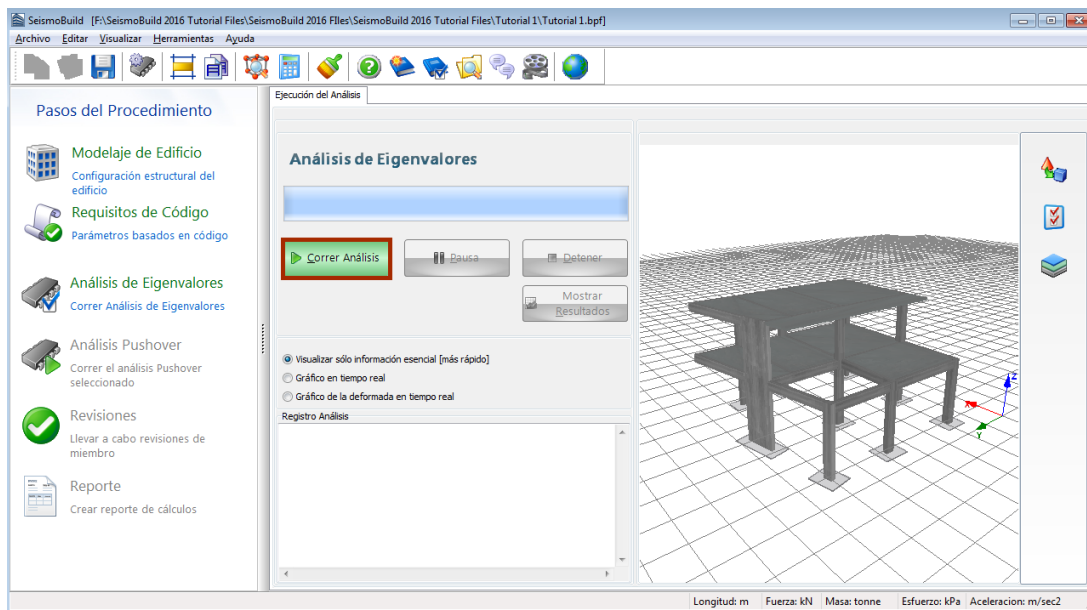 SeismoBuild [F:\SeismoBuild 2016 Tutorial Files\SeismoBuild 2016 FIles\SeismoBuild 2016 Tutorial Files\Tutorial 1\Tutorial 1.bpf]
Archivo Editar Visualizar Herramientas Ayuda
Pasos del Procedimiento
Modelaje de Edificio
Configuración estructural del
edificio
Requisitos de Código
Parámetros basados en código
Análisis de Eigenvalores
Correr Análisis de Eigenvalores
Análisis Pushover
Correr el análisis Pushover
seleccionado
Revisiones
Llevar a cabo revisiones de
miembro
Reporte
Crear reporte de cálculos
Ejecución del Análisis
Análisis de Eigenvalores
Correr Análisis
Pausa
Detener
Mostrar
Resultados
Visualizar sólo información esencial [más rápido]
Gráfico en tiempo real
Gráfico de la deformada en tiempo real
Registro Análisis
Z
X
Y
Longitud: m Fuerza: kN Masa: tonne Esfuerzo: kPa Aceleracion: m/sec2